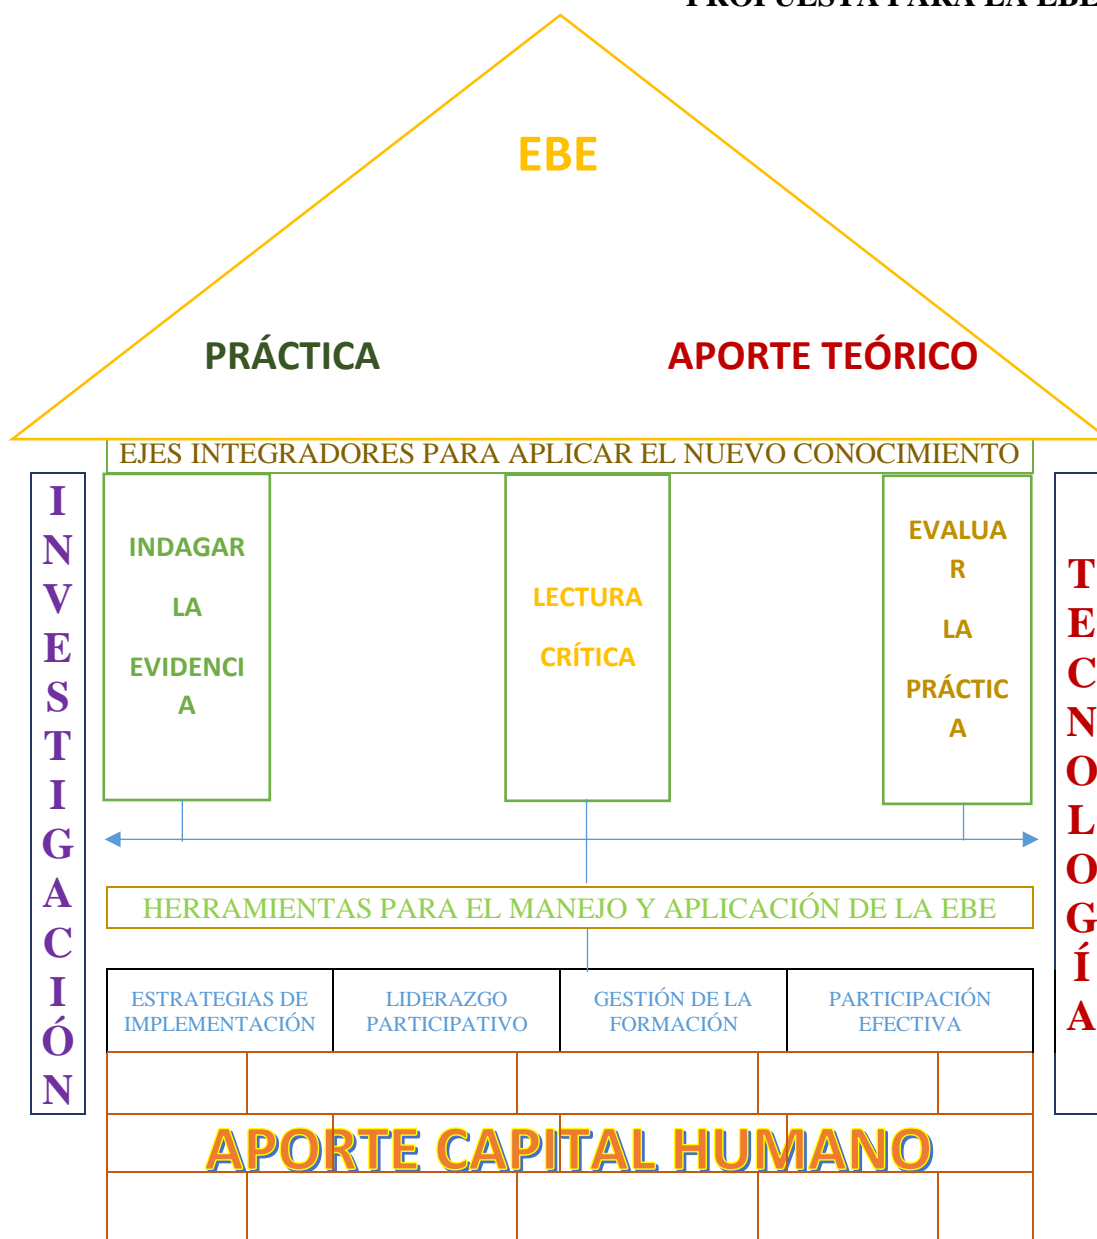 PROPUESTA PARA LA EBE
EBE
PRÁCTICA
APORTE TEÓRICO
EJES INTEGRADORES PARA APLICAR EL NUEVO CONOCIMIENTO
INVESTIGACIÓN
INDAGAR
LA
EVIDENCI
A
LECTURA
CRÍTICA
EVALUA
R
LA
PRÁCTIC
A
TECNOLOGÍA
HERRAMIENTAS PARA EL MANEJO Y APLICACIÓN DE LA EBE
ESTRATEGIAS DE
IMPLEMENTACIÓN
LIDERAZGO
PARTICIPATIVO
GESTIÓN DE LA
FORMACIÓN
PARTICIPACIÓN
EFECTIVA
APORTE CAPITAL HUMANO